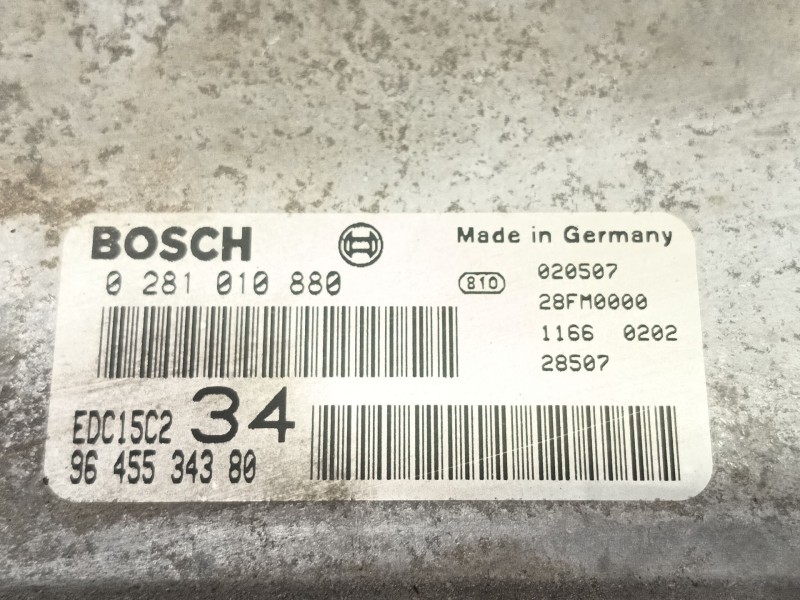 BOSCH
Made in Germany
0 281 010 880
810
020507
28FM0000
1166 0202
28507
EDC15C2
34
96 455 343 80